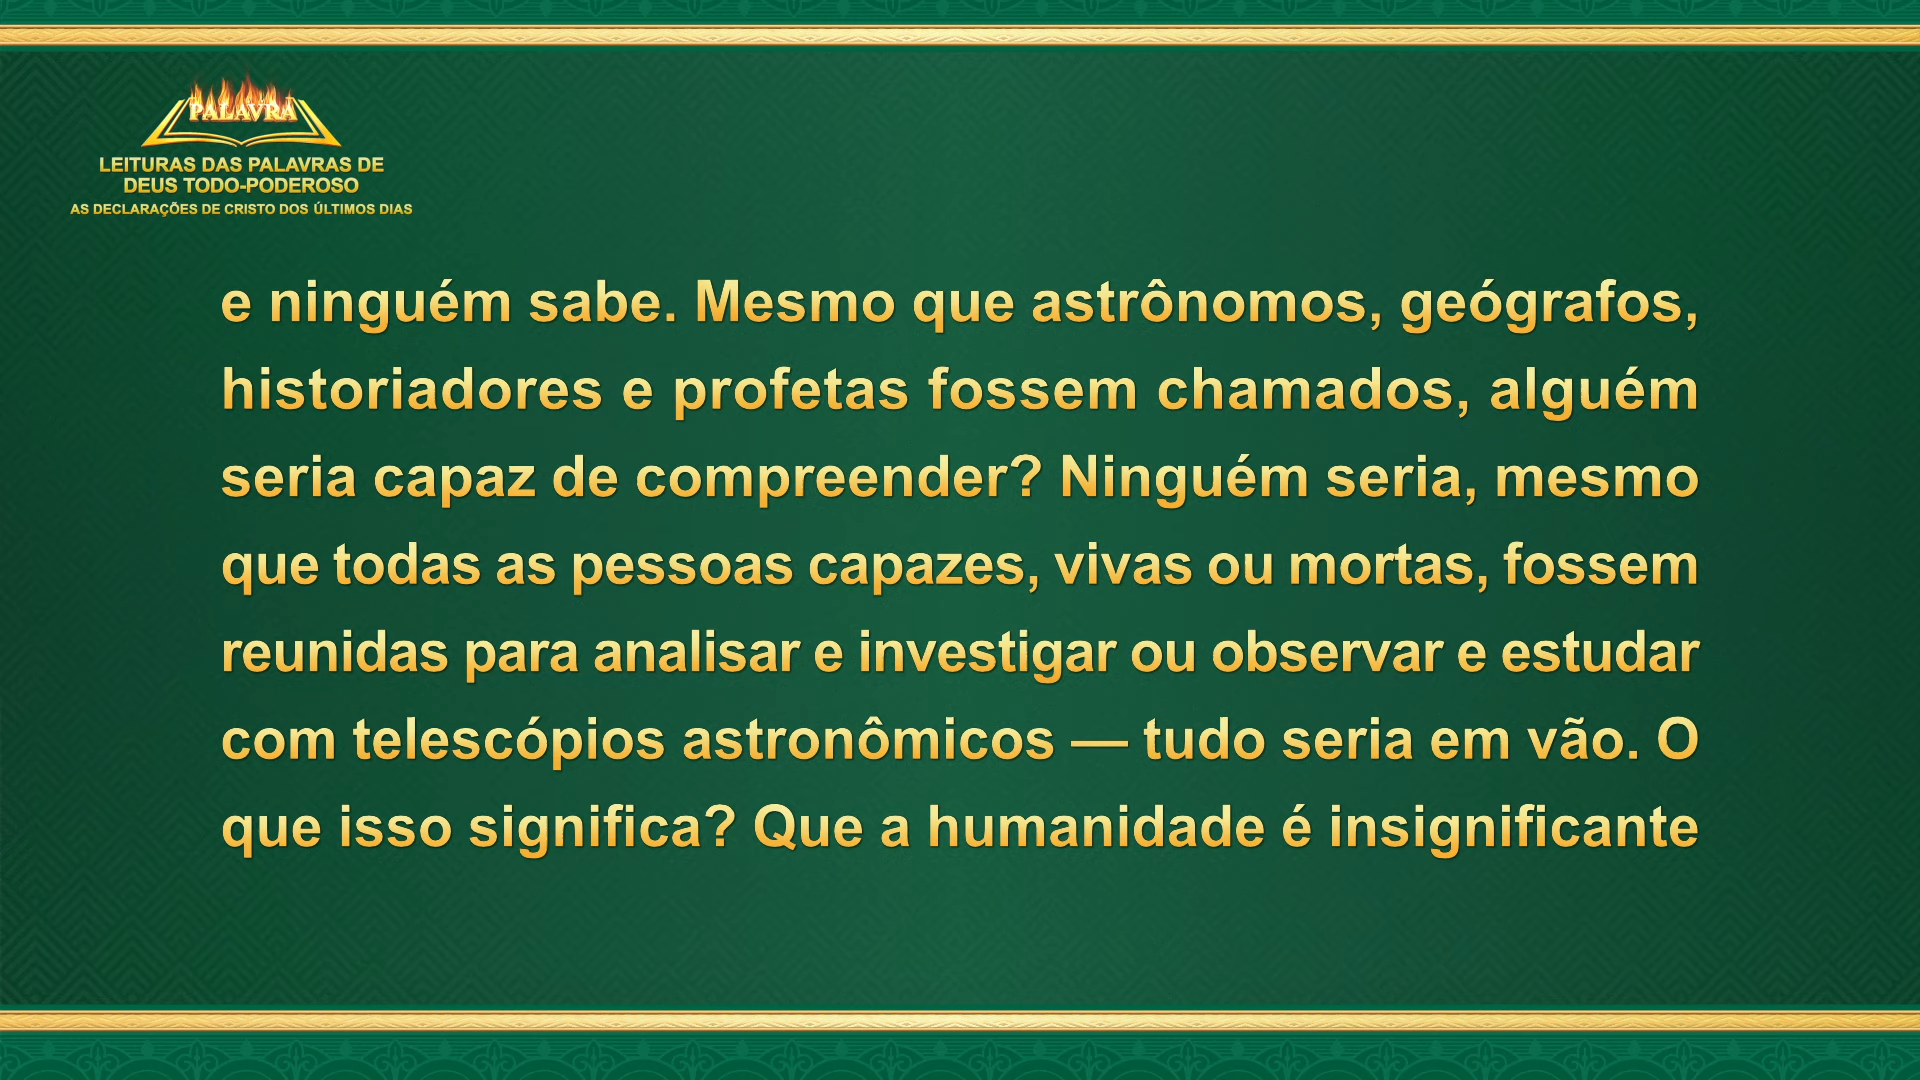 PALAVRA
LEITURAS DAS PALAVRAS DE
DEUS TODO-PODEROSO
AS DECLARAÇÕES DE CRISTO DOS ÚLTIMOS DIAS
e ninguém sabe. Mesmo que astrônomos, geógrafos,
historiadores e profetas fossem chamados, alguém
seria capaz de compreender? Ninguém seria, mesmo
que todas as pessoas capazes, vivas ou mortas, fossem
reunidas para analisar e investigar ou observar e estudar
com telescópios astronômicos — tudo seria em vão. O
que isso significa? Que a humanidade é insignificante